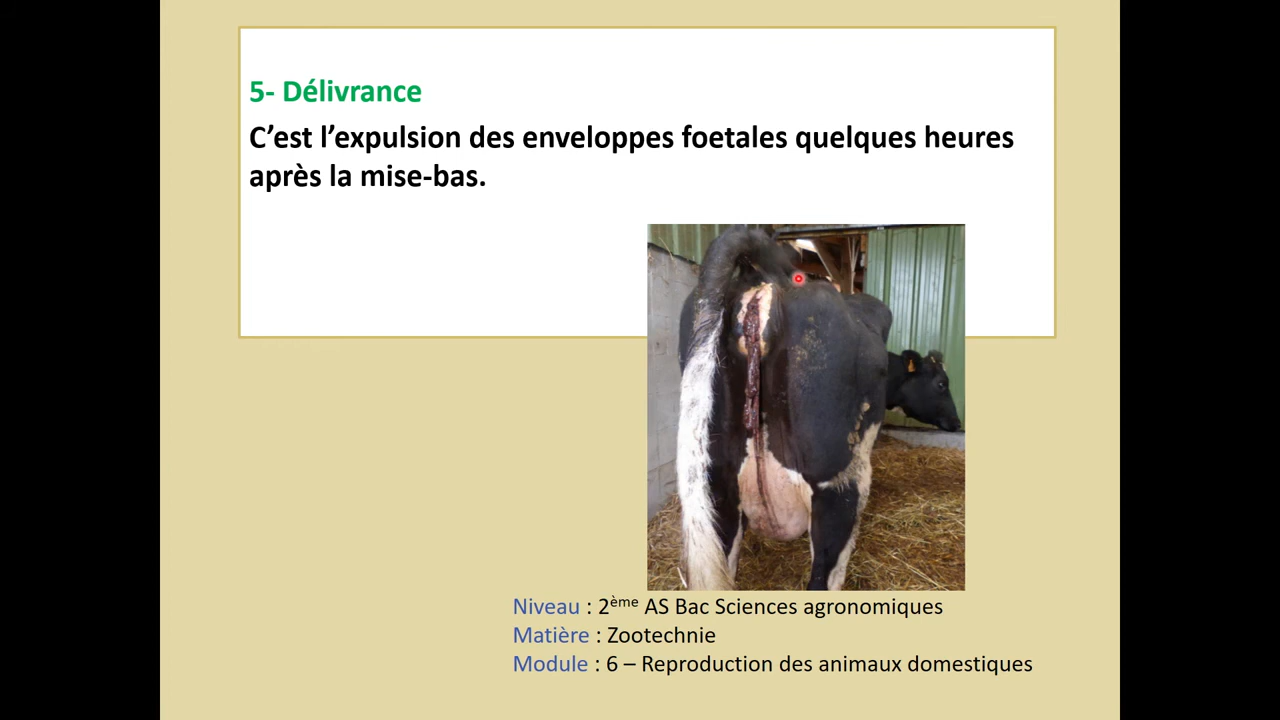 5- Délivrance
C’est l’expulsion des enveloppes foetales quelques heures
après la mise-bas.
Niveau : 2ème AS Bac Sciences agronomiques
Matière : Zootechnie
Module : 6 – Reproduction des animaux domestiques